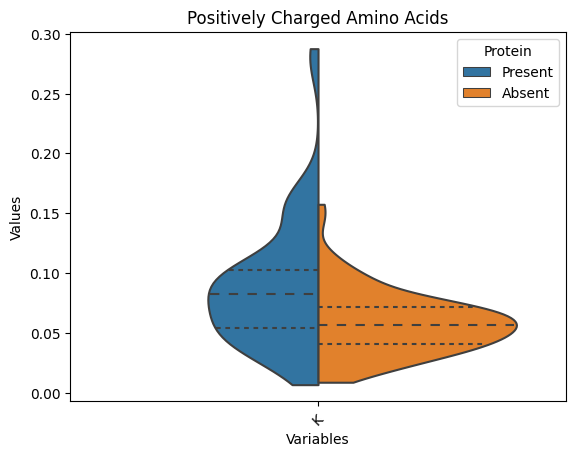 Positively Charged Amino Acids
Protein
Present
Absent
Values
0.30
0.25
0.20
0.15
0.10
0.05
0.00
K
Variables